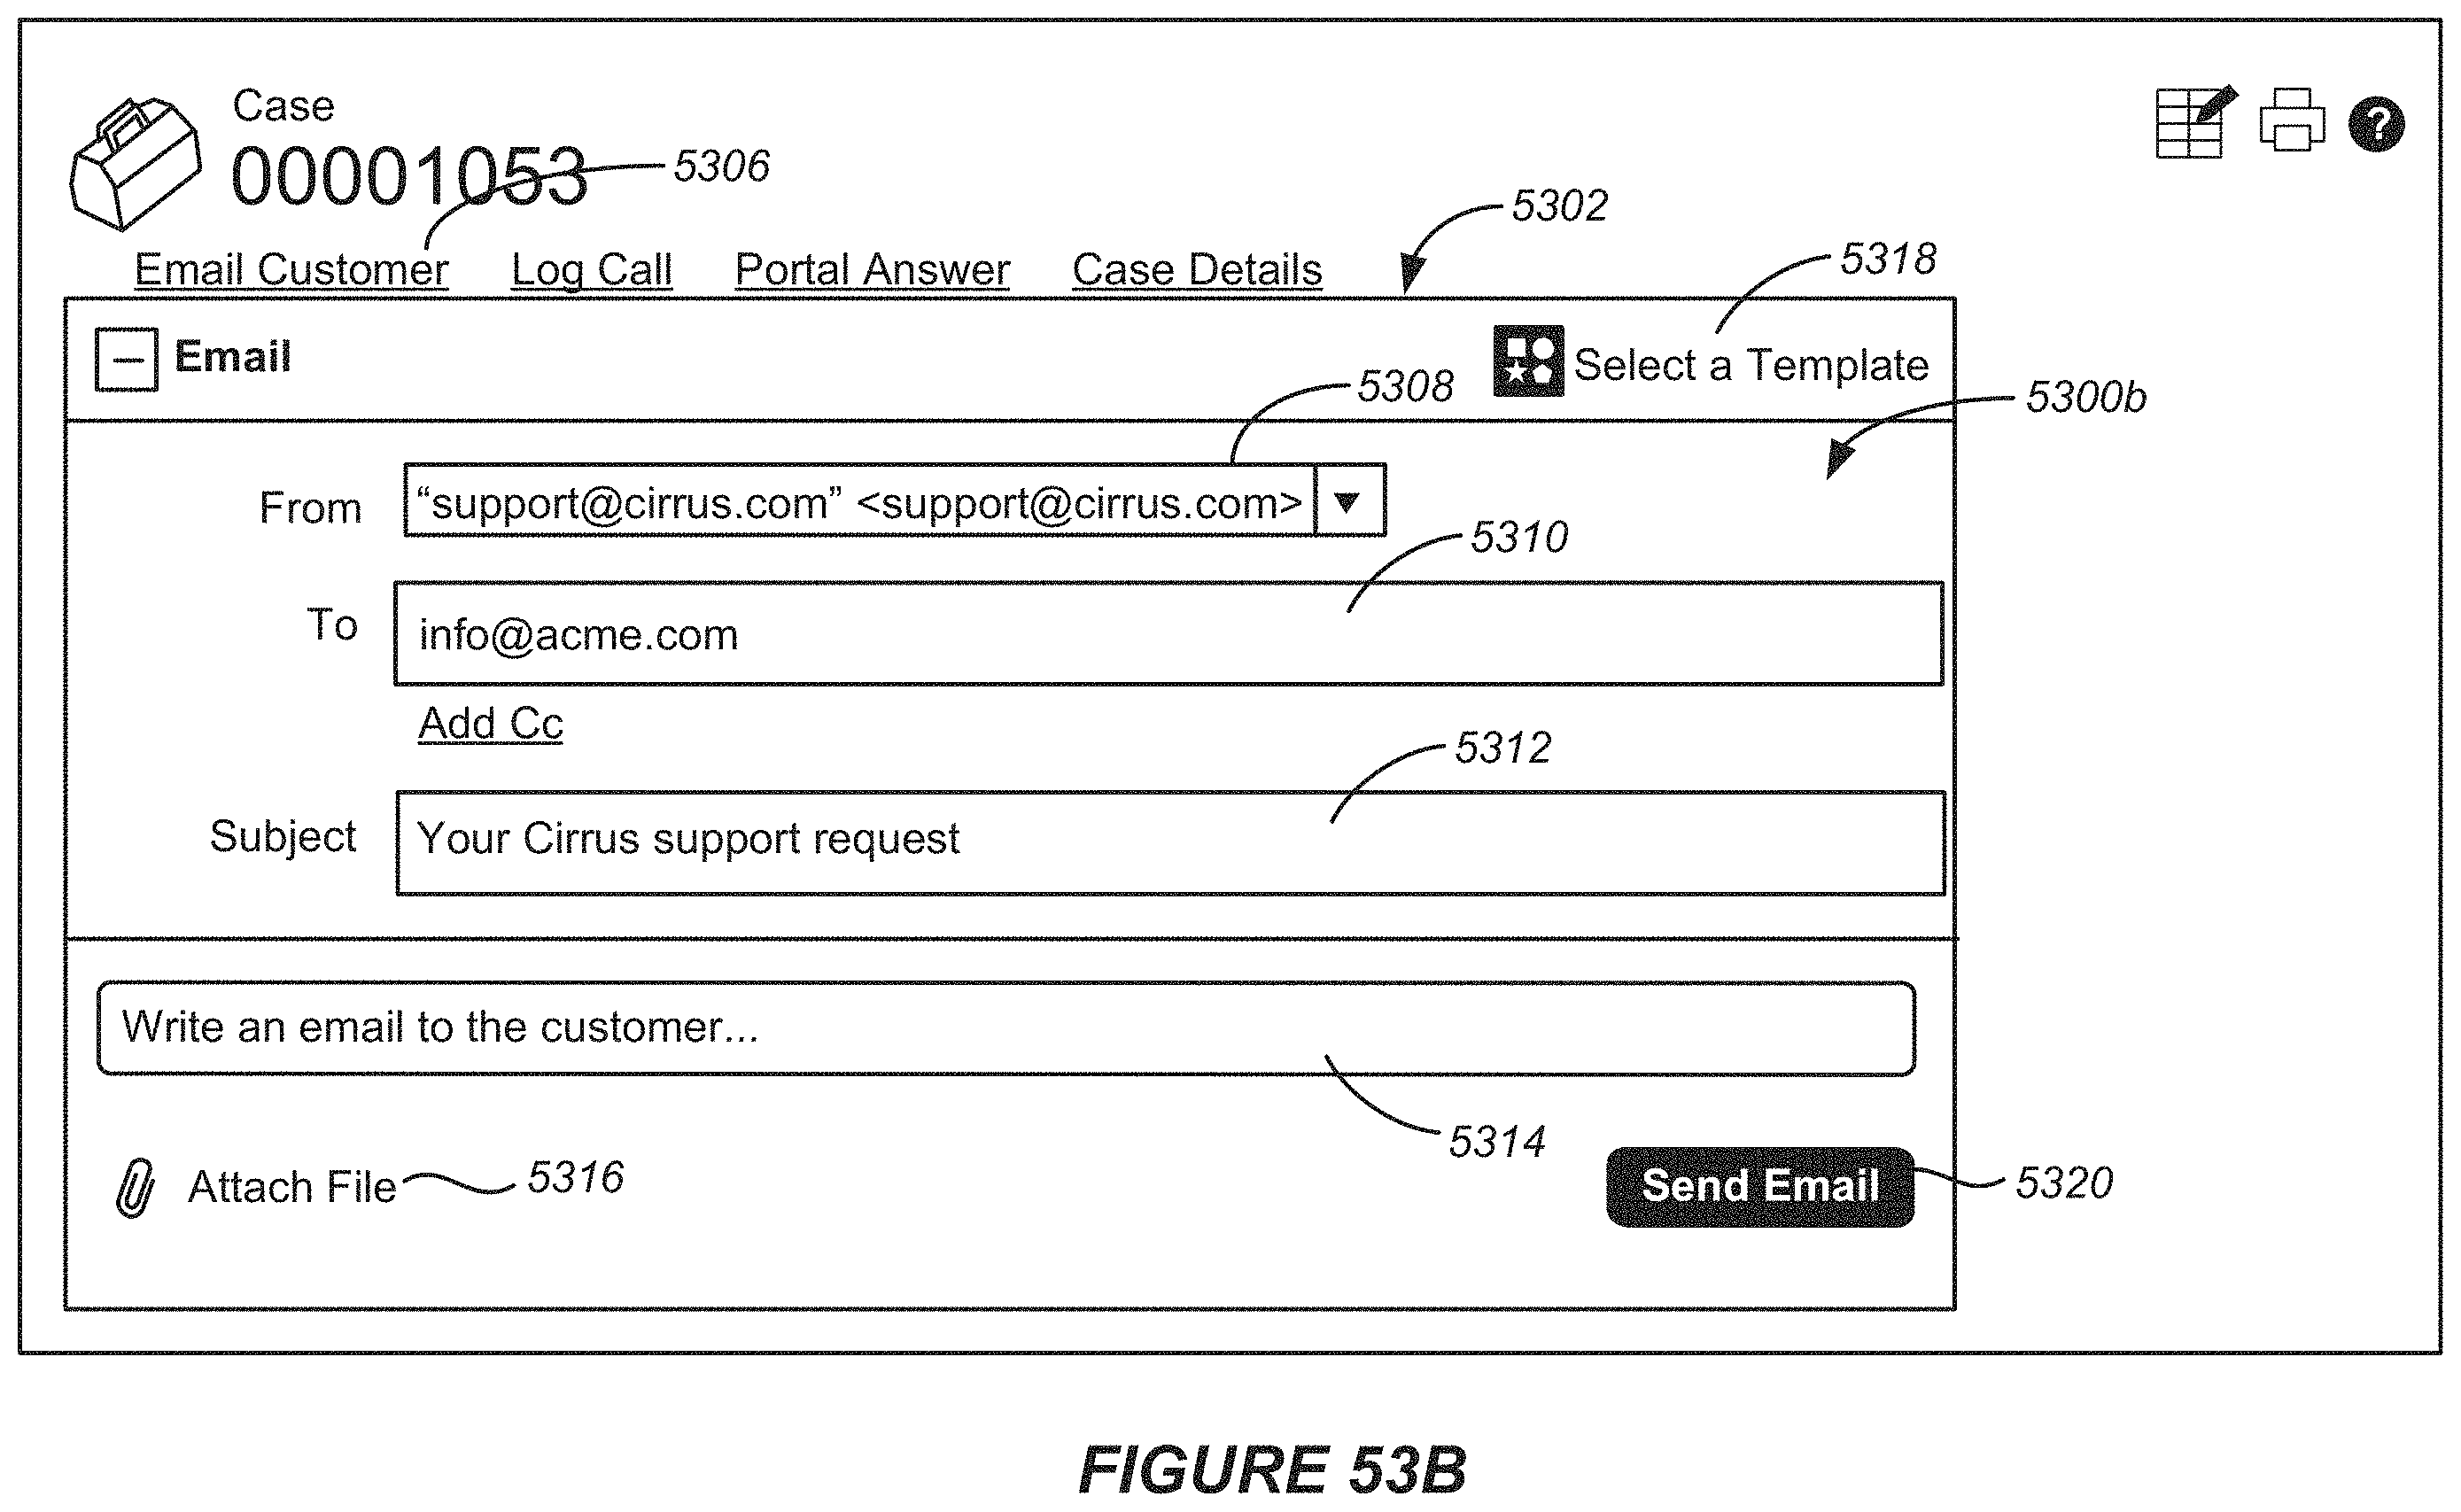 Case
00001053 5306
5302
Email Customer Log Call Portal Answer Case Details
5318
Email Select a Template
5308
5300b
From “support@cirrus.com” <support@cirrus.com>
5310
To info@acme.com
Add Cc
5312
Subject Your Cirrus support request
Write an email to the customer...
5314
Attach File 5316 Send Email 5320
FIGURE 53B